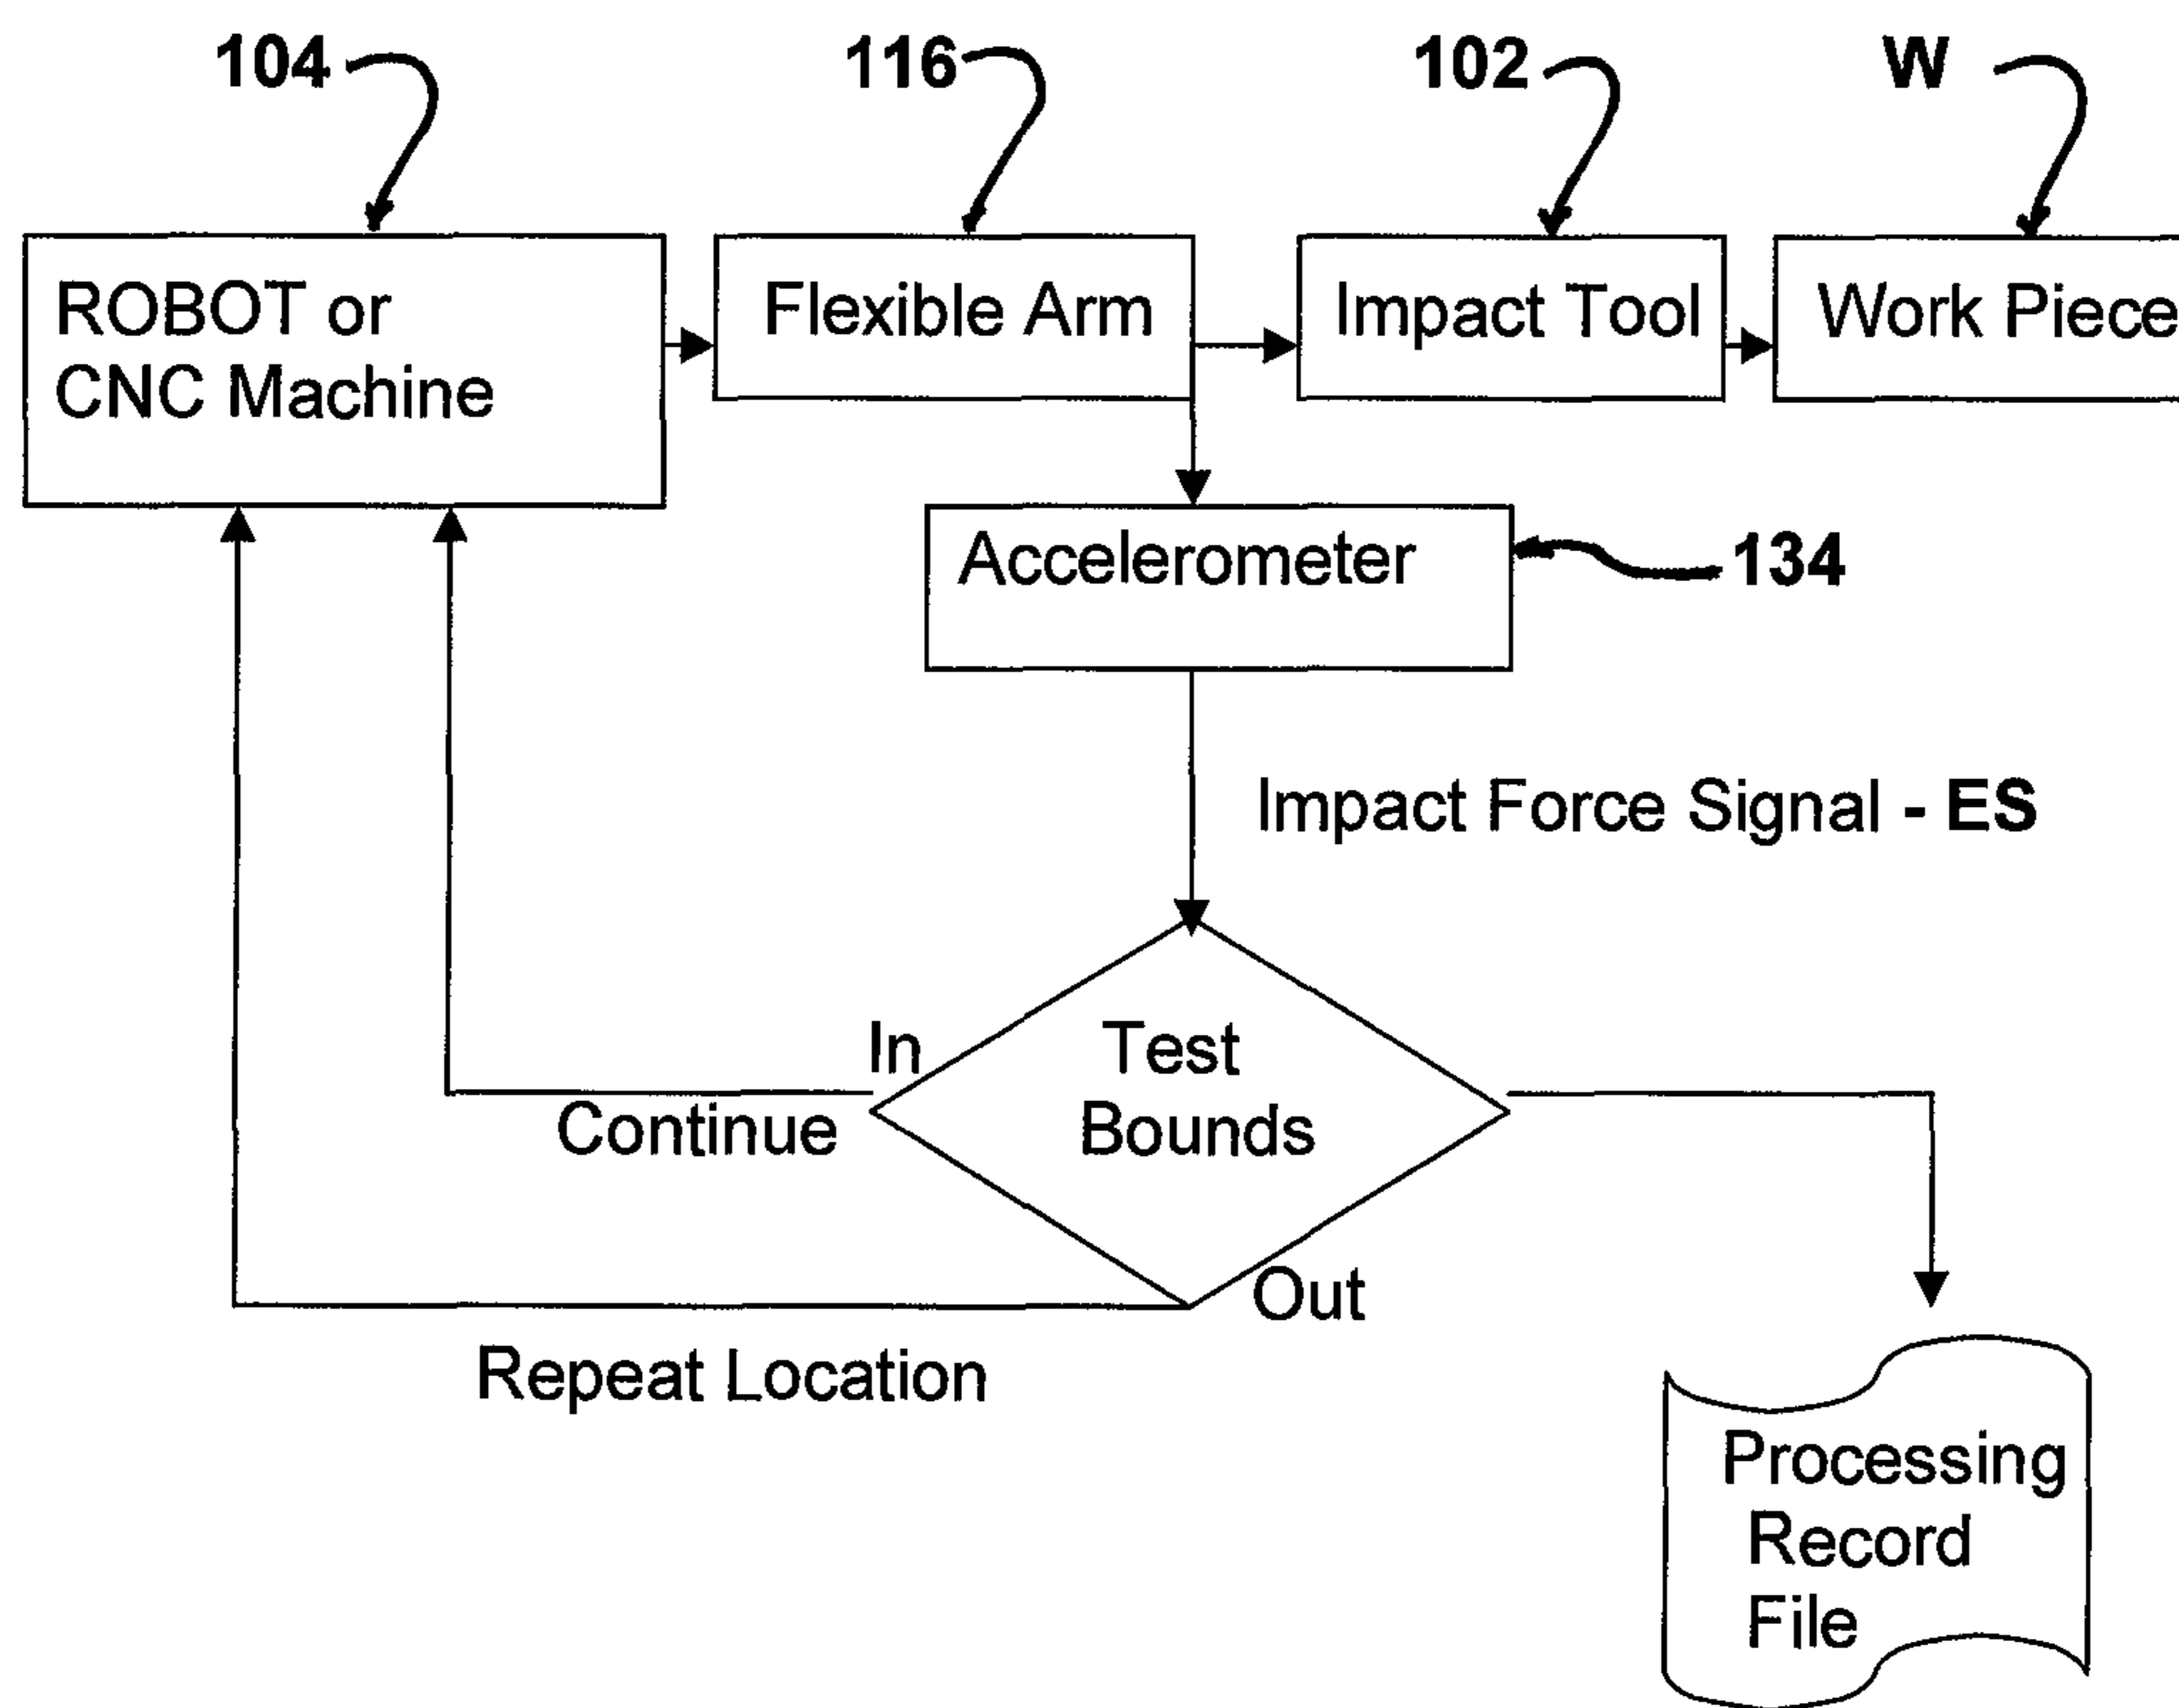 104
116
102
W
ROBOT or
CNC Machine
Flexible Arm
Impact Tool
Work Piece
Accelerometer
134
Impact Force Signal - ES
In
Test
Bounds
Continue
Out
Repeat Location
Processing
Record
File